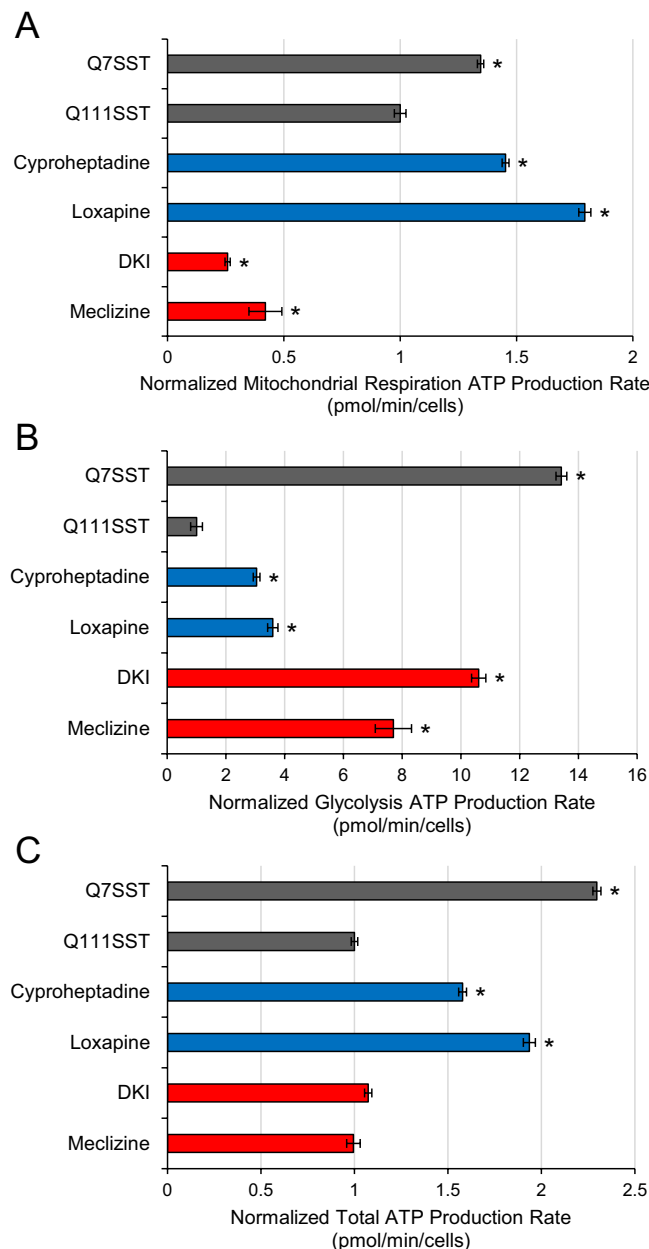 A
Q7SST *
Q111SST
Cyproheptadine *
Loxapine *
DKI *
Meclizine *
0 0.5 1 1.5 2
Normalized Mitochondrial Respiration ATP Production Rate
(pmol/min/cells)
B
Q7SST *
Q111SST
Cyproheptadine *
Loxapine *
DKI *
Meclizine *
0 2 4 6 8 10 12 14 16
Normalized Glycolysis ATP Production Rate
(pmol/min/cells)
C
Q7SST *
Q111SST
Cyproheptadine *
Loxapine *
DKI
Meclizine
0 0.5 1 1.5 2 2.5
Normalized Total ATP Production Rate
(pmol/min/cells)